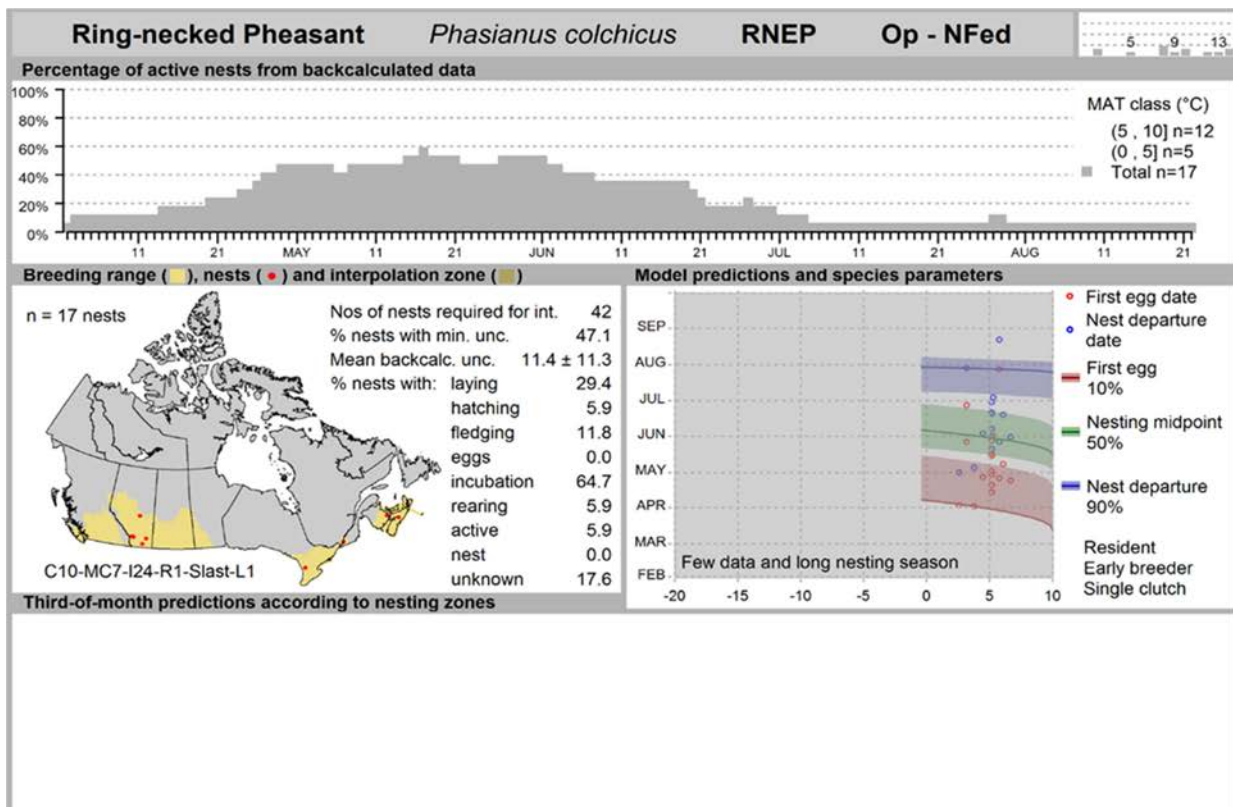 Ring-necked Pheasant Phasianus colchicus RNEP Op - NFed
5 9 13
Percentage of active nests from backcalculated data
100%
80%
60%
40%
20%
0%
MAT class (°C)
(5 , 10] n=12
(0 , 5] n=5
Total n=17
11 21 MAY 11 21 JUN 11 21 JUL 11 21 AUG 11 21
Breeding range ( ), nests ( ) and interpolation zone ( )
n = 17 nests
Nos of nests required for int. 42
% nests with min. unc. 47.1
Mean backcalc. unc. 11.4 ± 11.3
% nests with: laying 29.4
hatching 5.9
fledging 11.8
eggs 0.0
incubation 64.7
rearing 5.9
active 5.9
nest 0.0
unknown 17.6
C10-MC7-I24-R1-Slast-L1
Model predictions and species parameters
SEP
AUG
JUL
JUN
MAY
APR
MAR
FEB
Few data and long nesting season
-20 -15 -10 -5 0 5 10
First egg date
Nest departure
date
First egg
10%
Nesting midpoint
50%
Nest departure
90%
Resident
Early breeder
Single clutch
Third-of-month predictions according to nesting zones